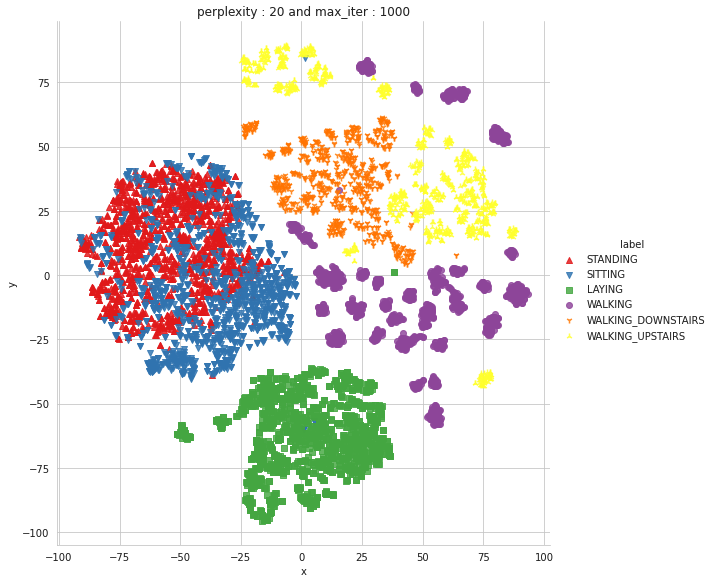 perplexity : 20 and max_iter : 1000
75
50
25
0
−25
−50
−75
−100
y
−100 −75 −50 −25 0 25 50 75 100
x
label
STANDING
SITTING
LAYING
WALKING
WALKING_DOWNSTAIRS
WALKING_UPSTAIRS